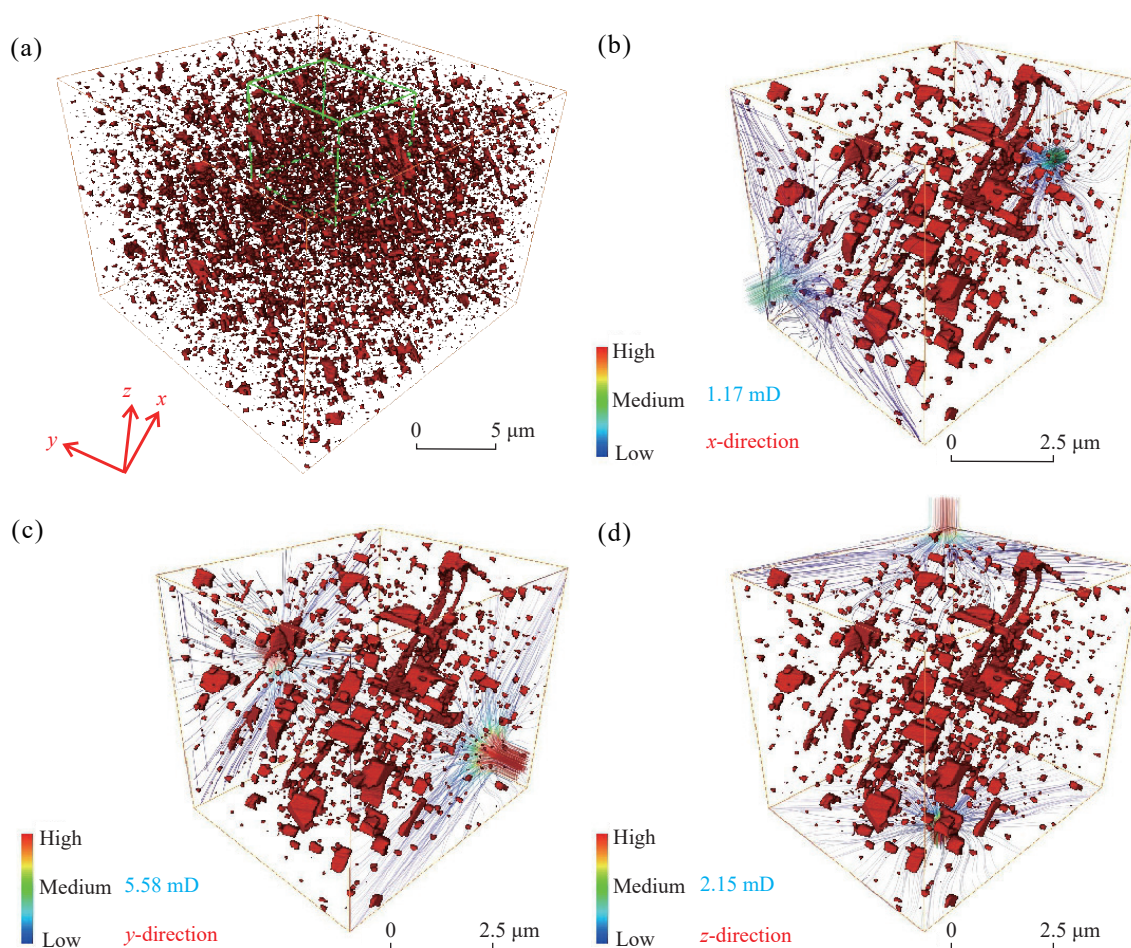 (a)
z
x
y
0 5 μm
(b)
High
Medium
Low
1.17 mD
x-direction
0 2.5 μm
(c)
High
Medium
Low
5.58 mD
y-direction
0 2.5 μm
(d)
High
Medium
Low
2.15 mD
z-direction
0 2.5 μm